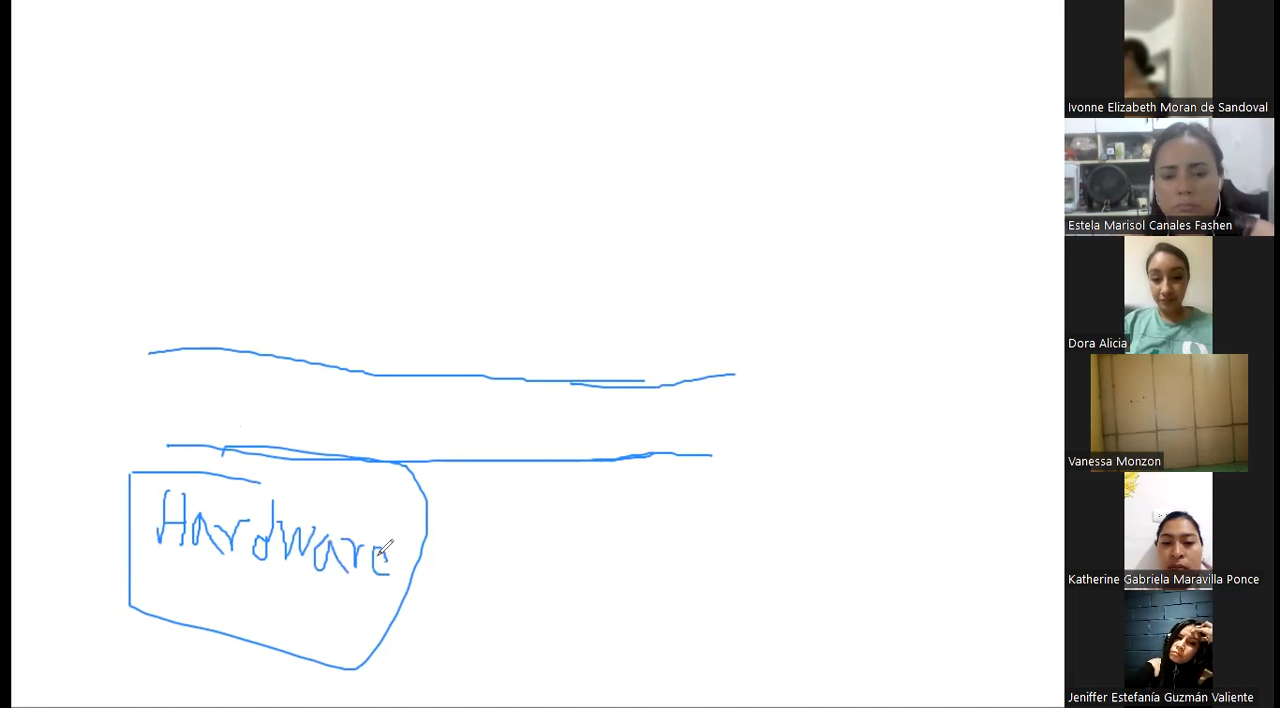 Hardware
Ivonne Elizabeth Moran de Sandoval
Estela Marisol Canales Fashen
Dora Alicia
Vanessa Monzon
Katherine Gabriela Maravilla Ponce
Jeniffer Estefanía Guzmán Valiente